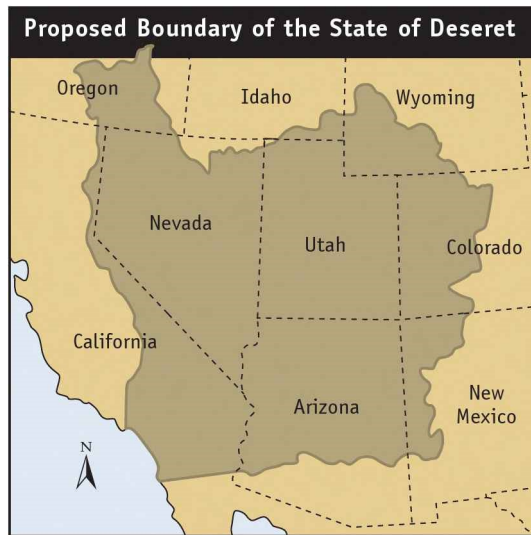 Proposed Boundary of the State of Deseret
Oregon
Idaho
Wyoming
Nevada
Utah
Colorado
California
Arizona
New
Mexico
N